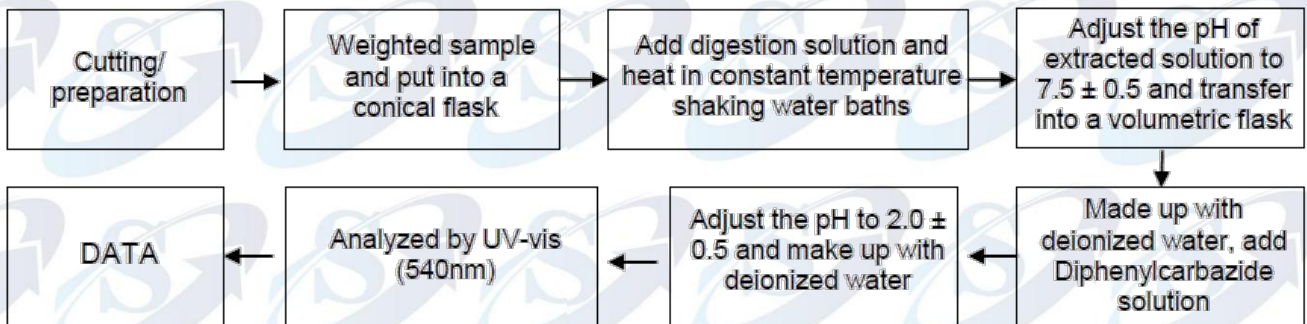 Cutting/
preparation
Weighted sample
and put into a
conical flask
Add digestion solution and
heat in constant temperature
shaking water baths
Adjust the pH of
extracted solution to
7.5 ± 0.5 and transfer
into a volumetric flask
Made up with
deionized water, add
Diphenylcarbazide
solution
Adjust the pH to 2.0 ±
0.5 and make up with
deionized water
Analyzed by UV-vis
(540nm)
DATA